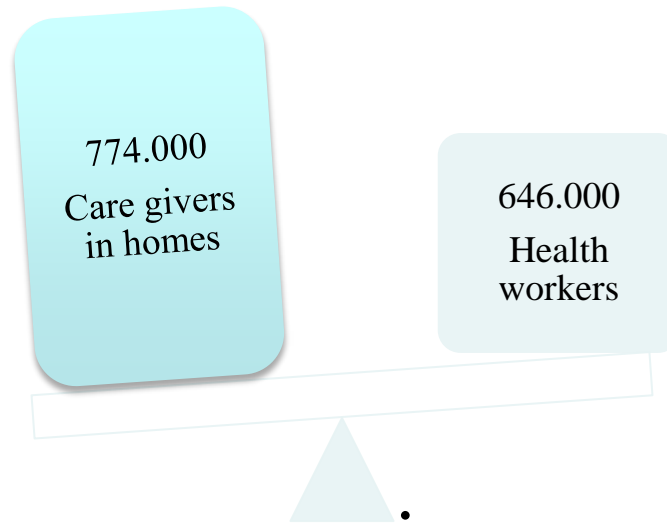 774.000
Care givers
in homes
646.000
Health
workers
•